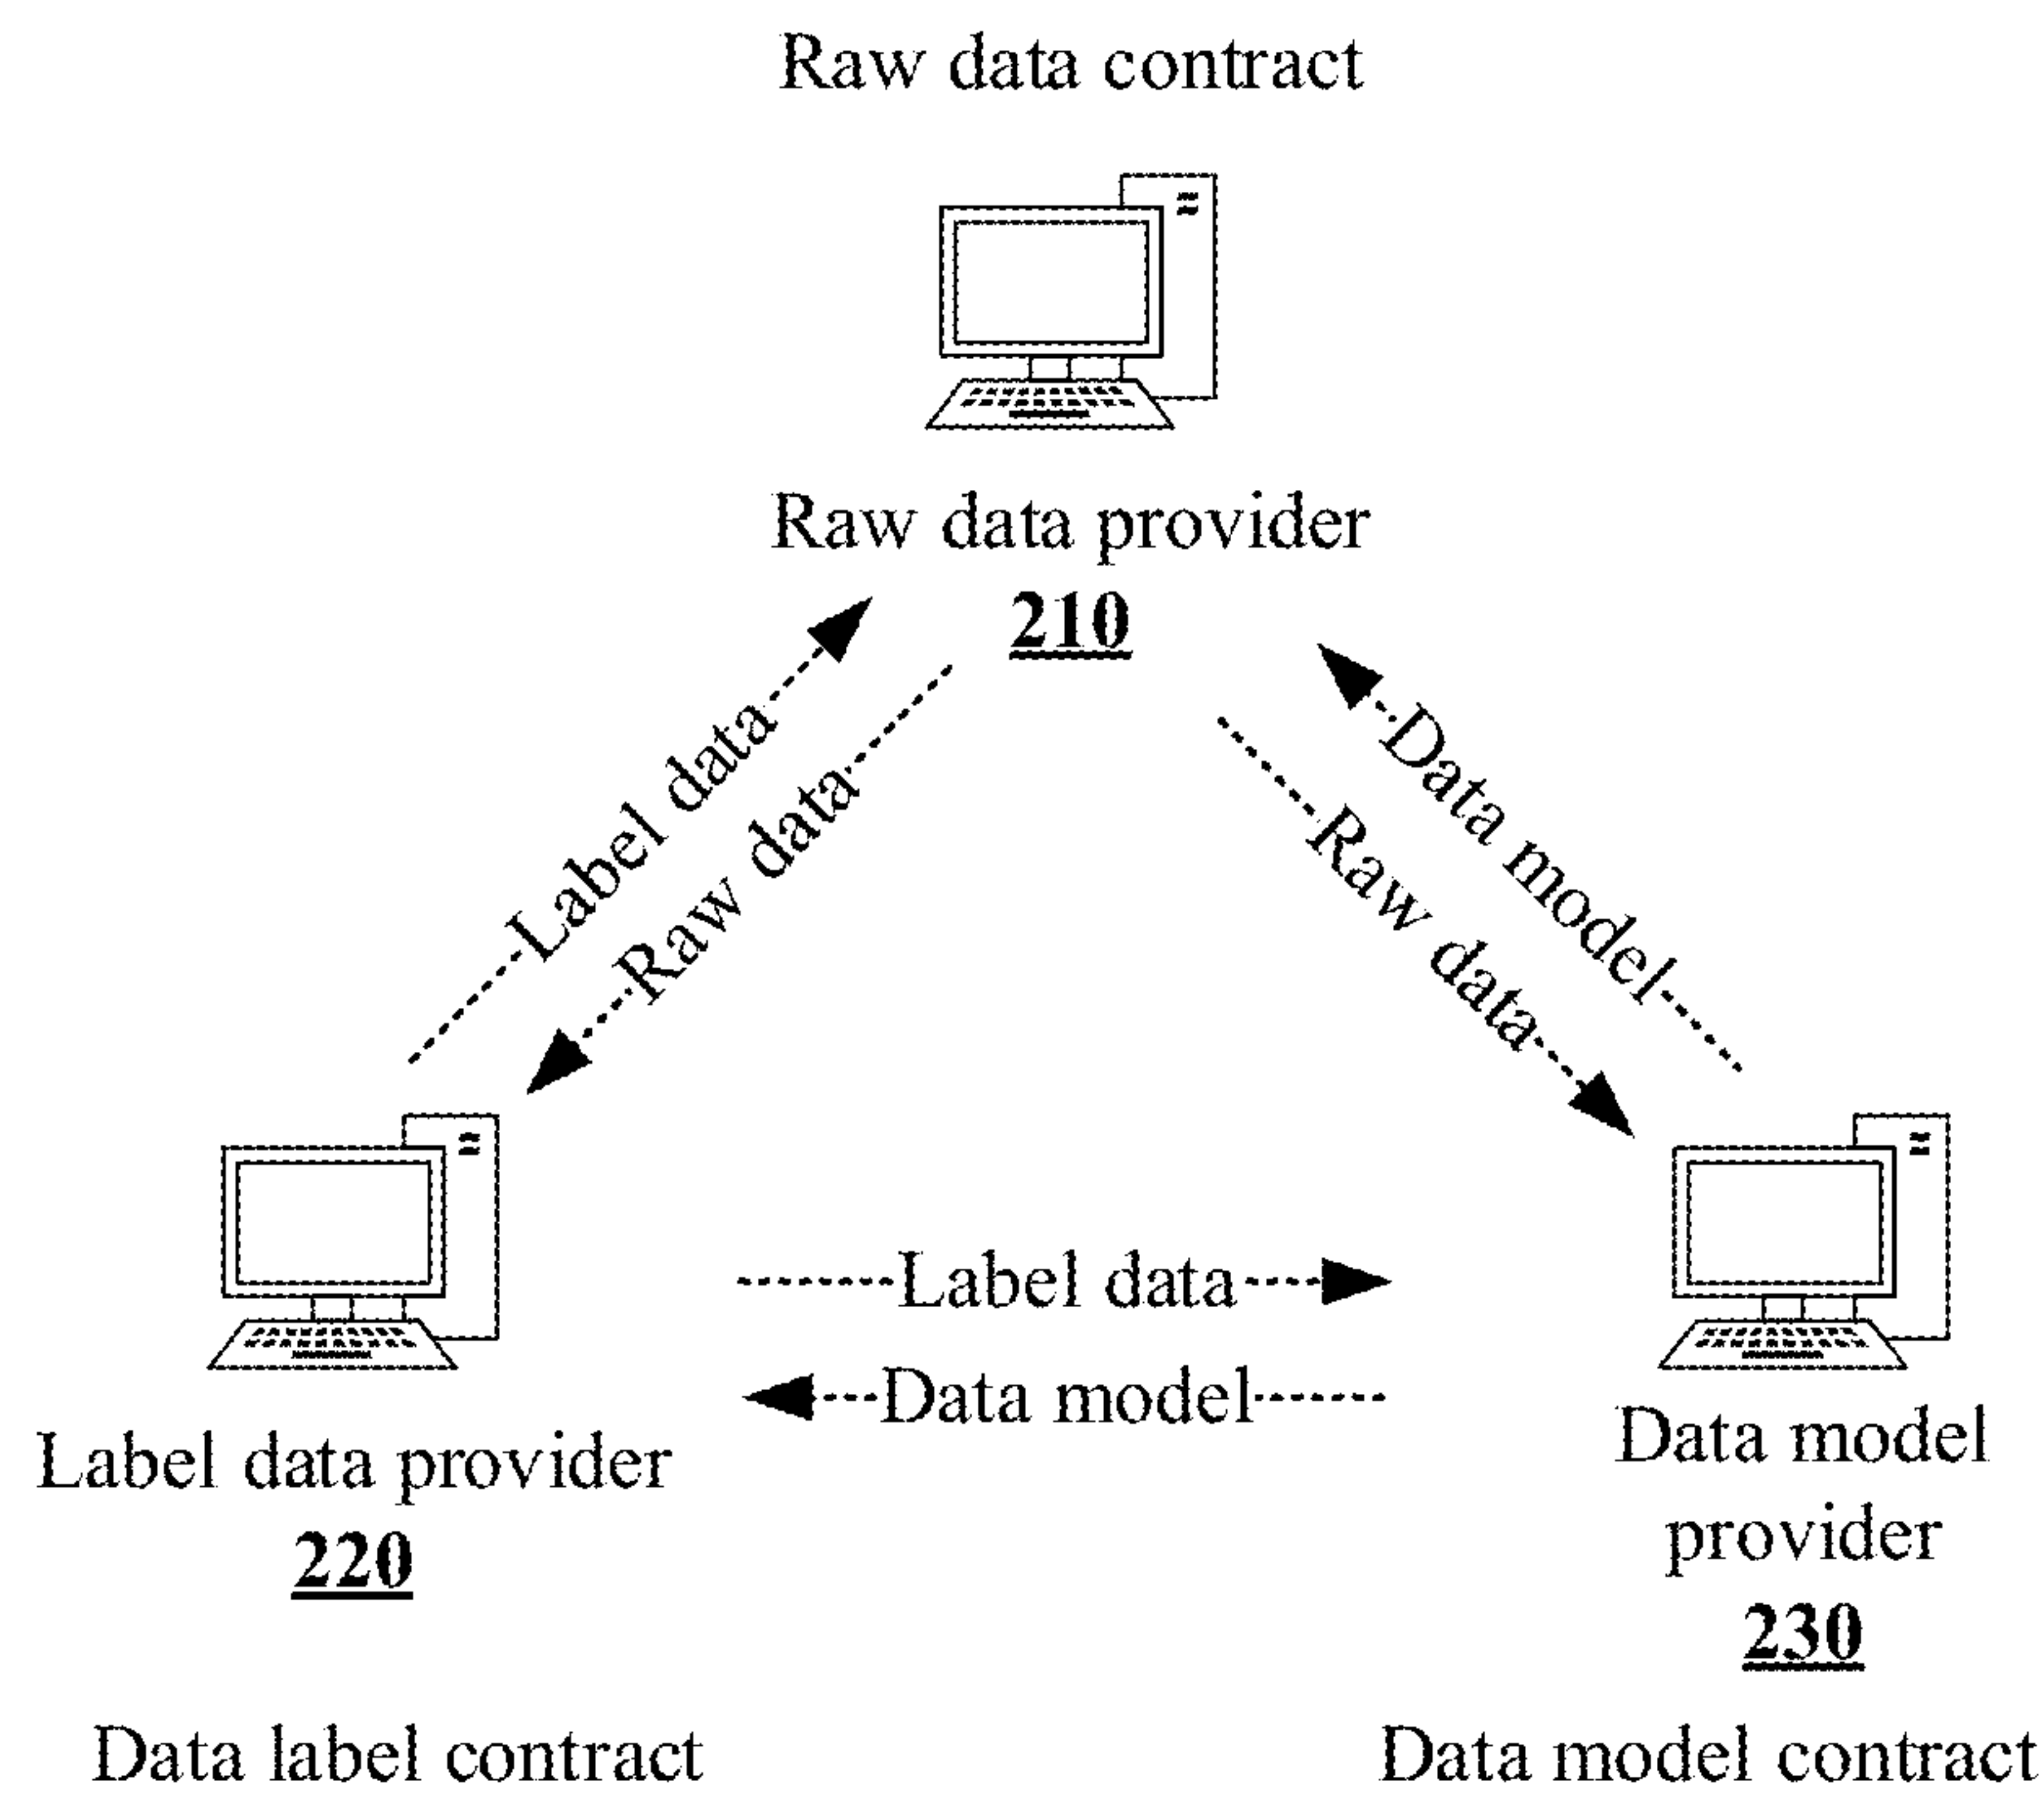 Raw data contract
Raw data provider
210
Label data
Raw data
Data model
Raw data
Label data
Data model
Label data provider
220
Data model
provider
230
Data label contract
Data model contract